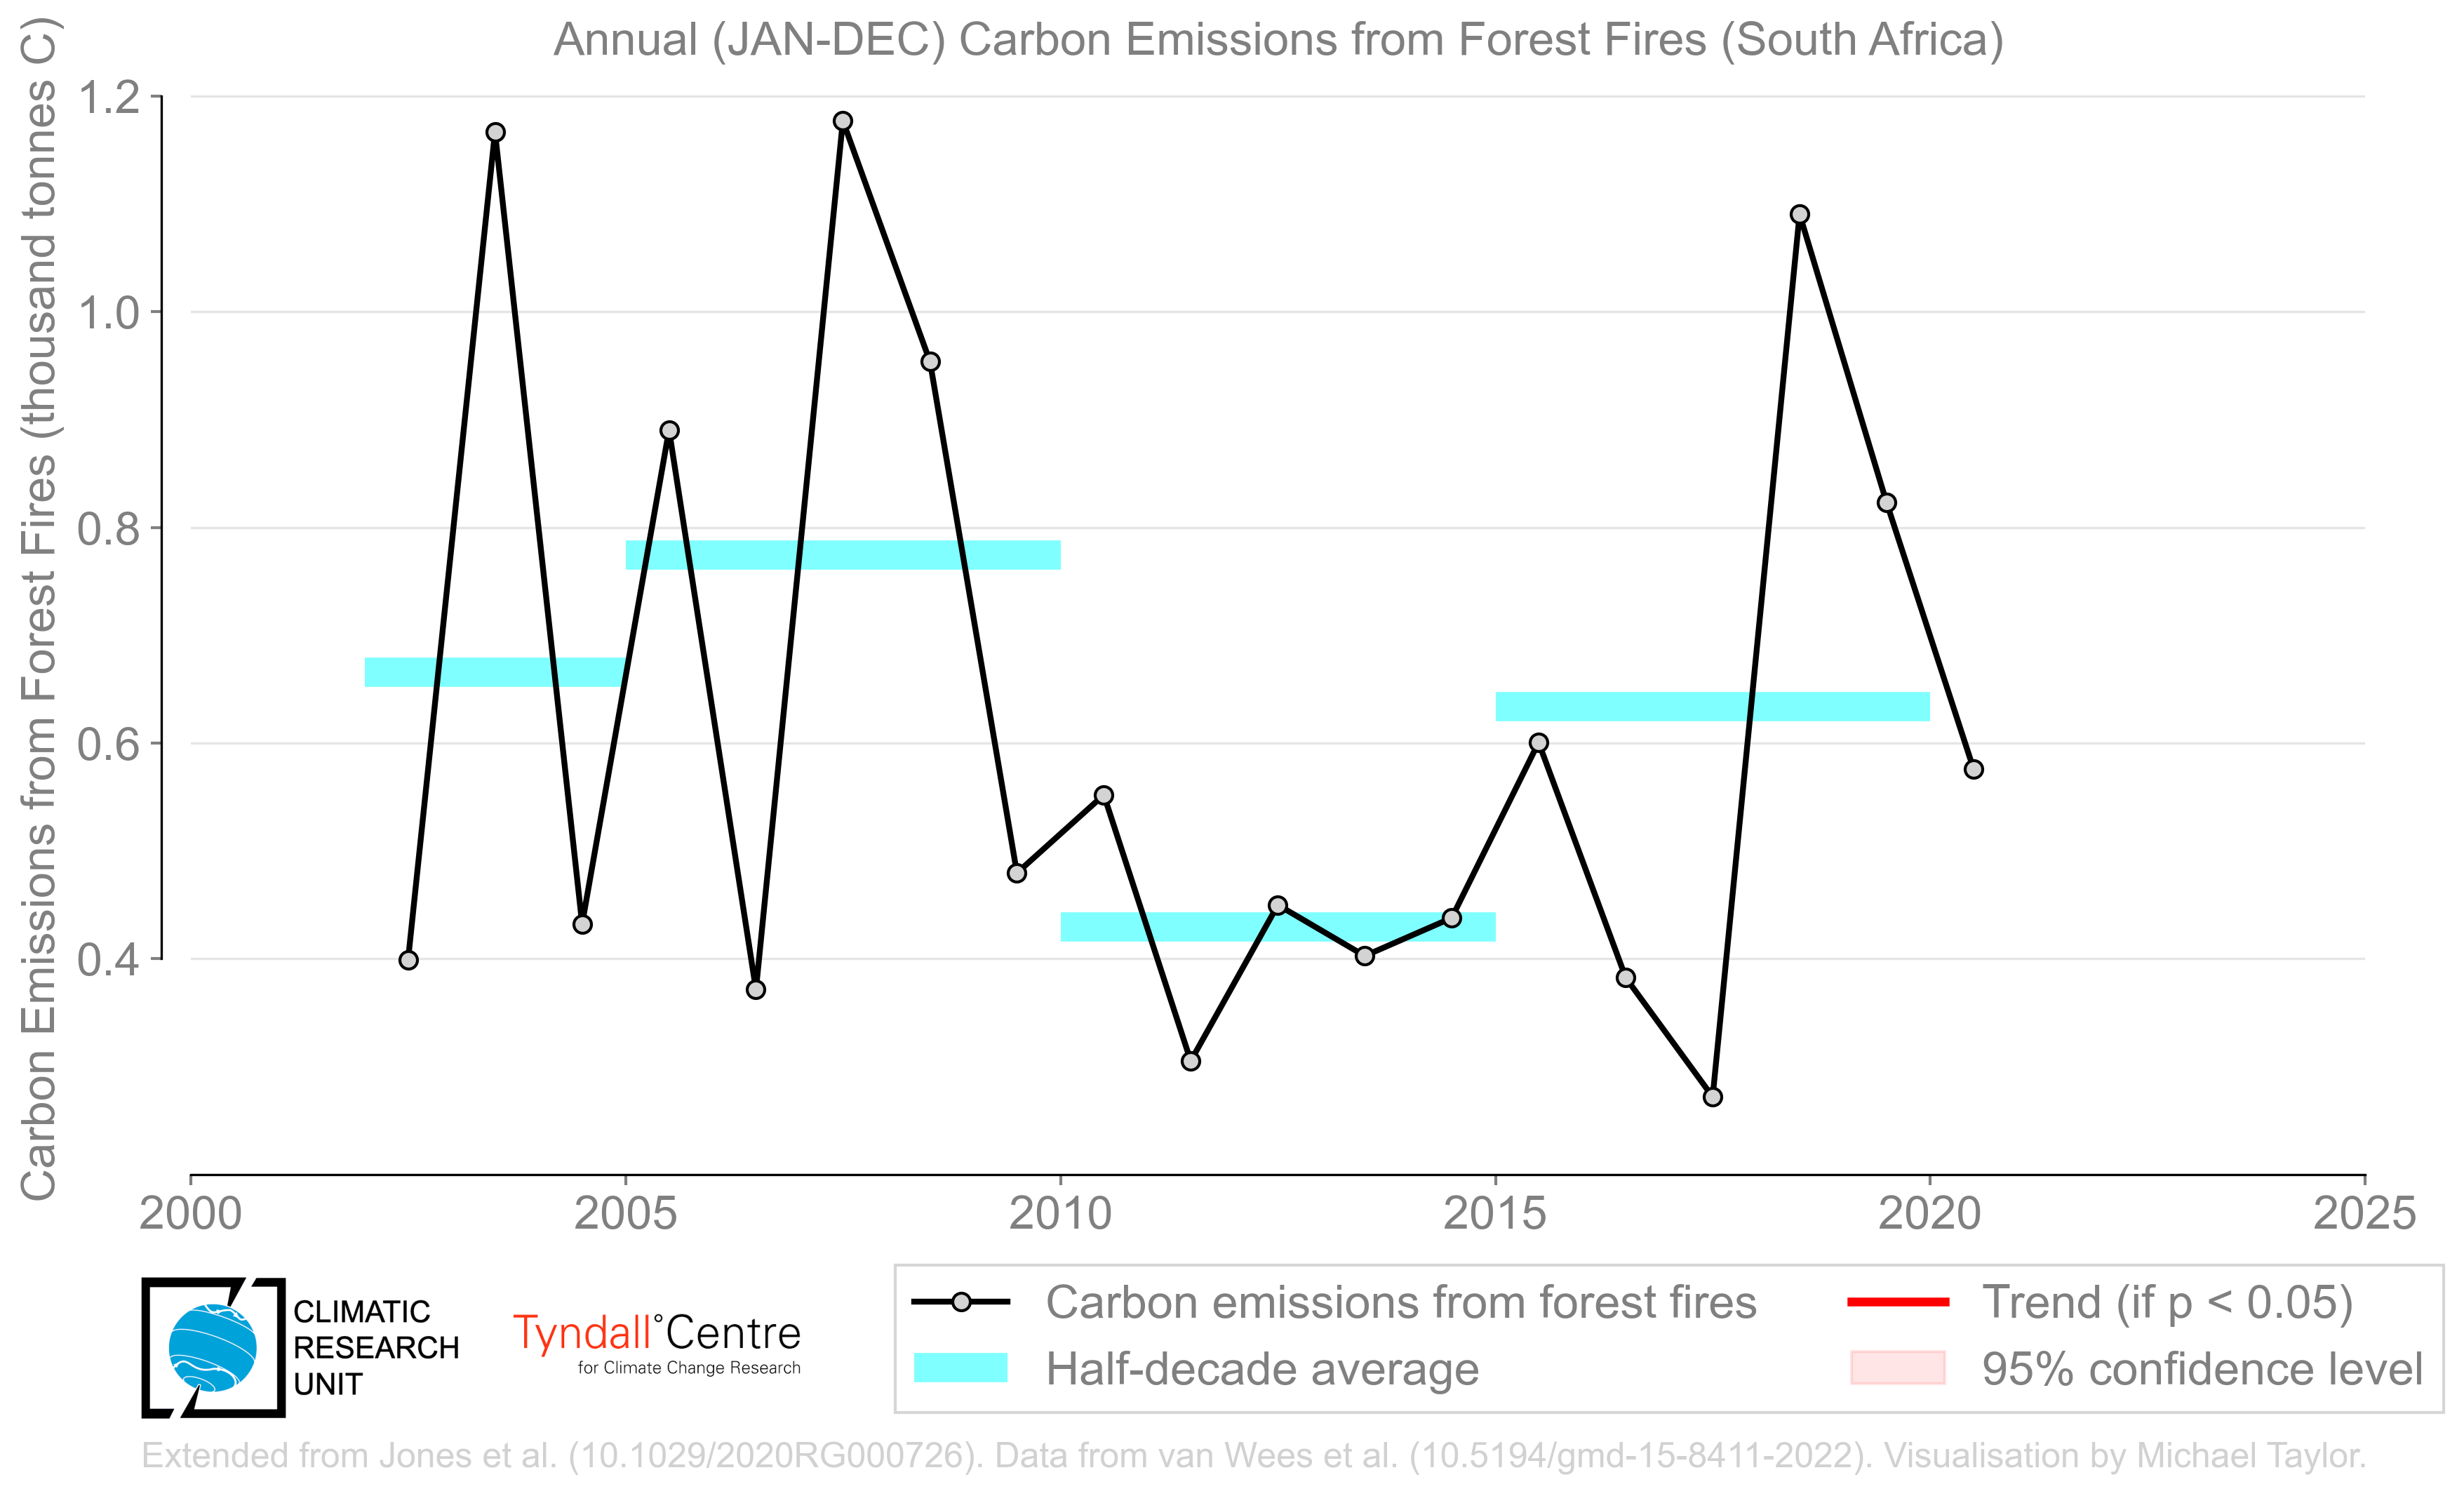 Annual (JAN-DEC) Carbon Emissions from Forest Fires (South Africa)
Carbon Emissions from Forest Fires (thousand tonnes C)
1.2
1.0
0.8
0.6
0.4
2000 2005 2010 2015 2020 2025
CLIMATIC
RESEARCH
UNIT
Tyndall°Centre
for Climate Change Research
Carbon emissions from forest fires
Half-decade average
Trend (if p < 0.05)
95% confidence level
Extended from Jones et al. (10.1029/2020RG000726). Data from van Wees et al. (10.5194/gmd-15-8411-2022). Visualisation by Michael Taylor.